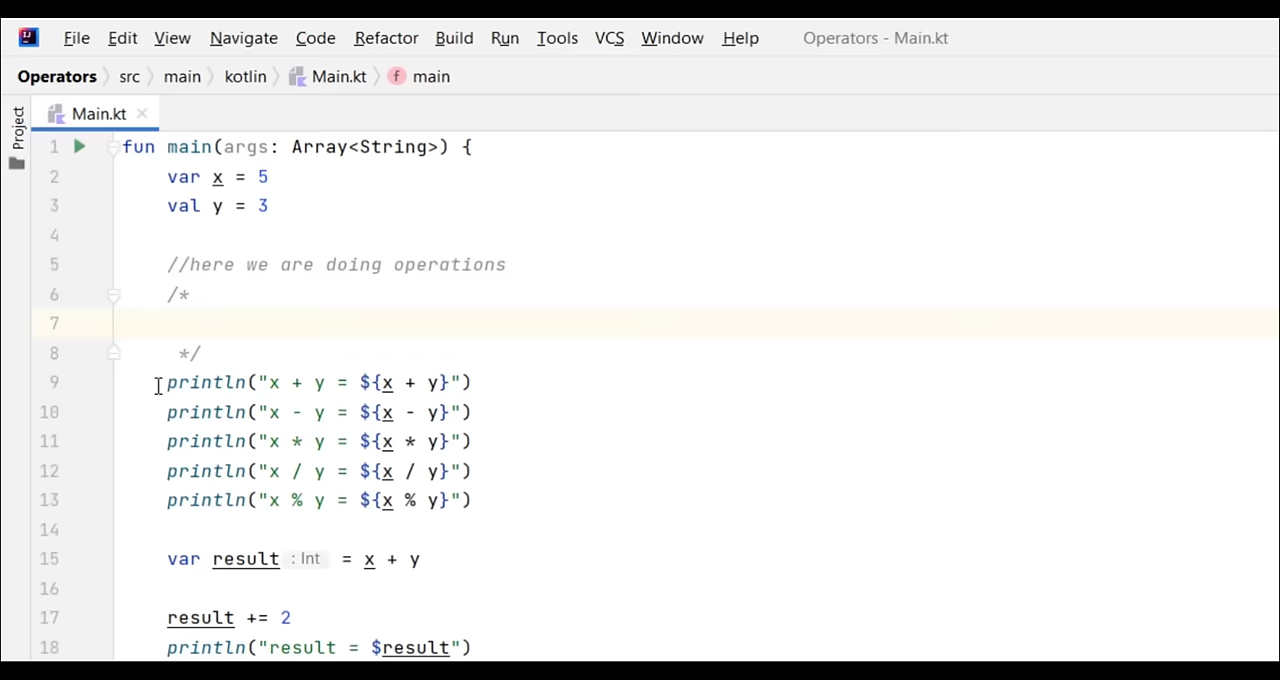 File Edit View Navigate Code Refactor Build Run Tools VCS Window Help Operators - Main.kt
Operators src main kotlin Main.kt f main
Project
Main.kt
1 fun main(args: Array<String>) {
2 var x = 5
3 val y = 3
4
5 //here we are doing operations
6 /*
7
8 */
9 println("x + y = ${x + y}")
10 println("x - y = ${x - y}")
11 println("x * y = ${x * y}")
12 println("x / y = ${x / y}")
13 println("x % y = ${x % y}")
14
15 var result : Int = x + y
16
17 result += 2
18 println("result = $result")